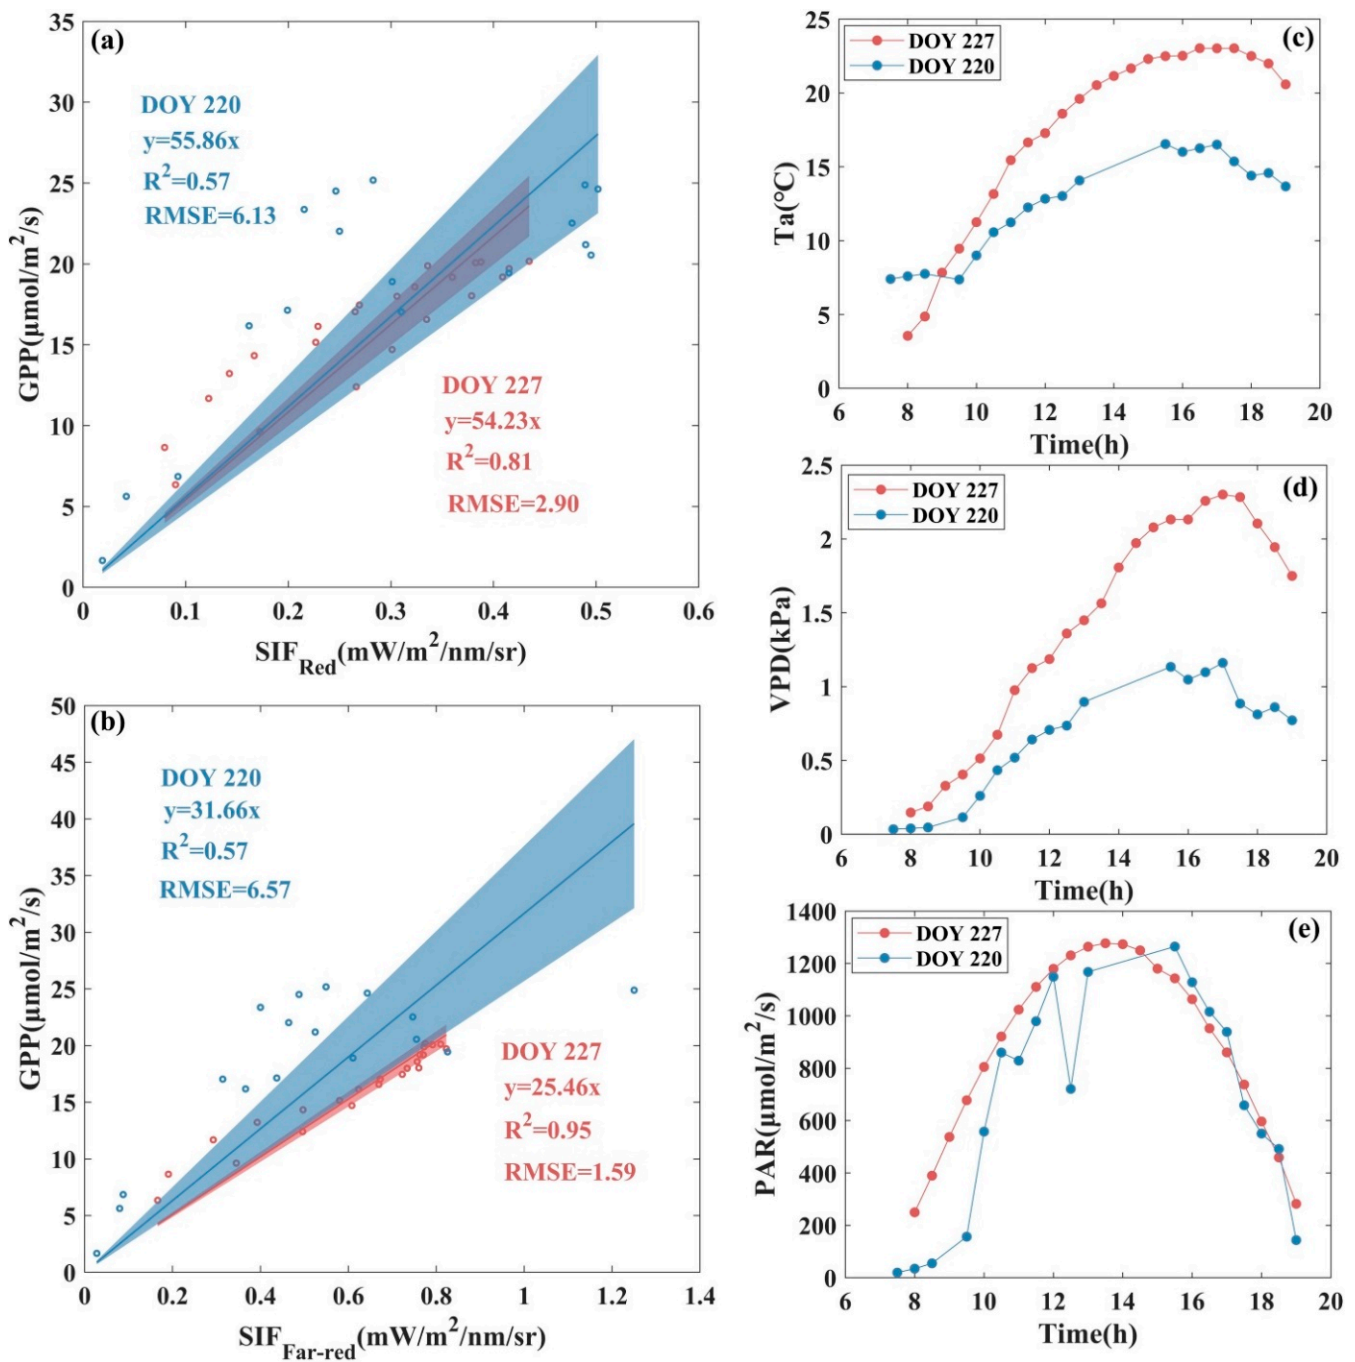 (a)
35
30
25
20
15
10
5
0
GPP(μmol/m²/s)
DOY 220
y=55.86x
R²=0.57
RMSE=6.13
DOY 227
y=54.23x
R²=0.81
RMSE=2.90
0 0.1 0.2 0.3 0.4 0.5 0.6
SIF_Red(mW/m²/nm/sr)
(b)
50
45
40
35
30
25
20
15
10
5
0
GPP(μmol/m²/s)
DOY 220
y=31.66x
R²=0.57
RMSE=6.57
DOY 227
y=25.46x
R²=0.95
RMSE=1.59
0 0.2 0.4 0.6 0.8 1 1.2 1.4
SIF_Far-red(mW/m²/nm/sr)
(c)
DOY 227
DOY 220
25
20
15
10
5
0
Ta(°C)
6 8 10 12 14 16 18 20
Time(h)
(d)
DOY 227
DOY 220
2.5
2
1.5
1
0.5
0
VPD(kPa)
6 8 10 12 14 16 18 20
Time(h)
(e)
DOY 227
DOY 220
1400
1200
1000
800
600
400
200
0
PAR(μmol/m²/s)
6 8 10 12 14 16 18 20
Time(h)